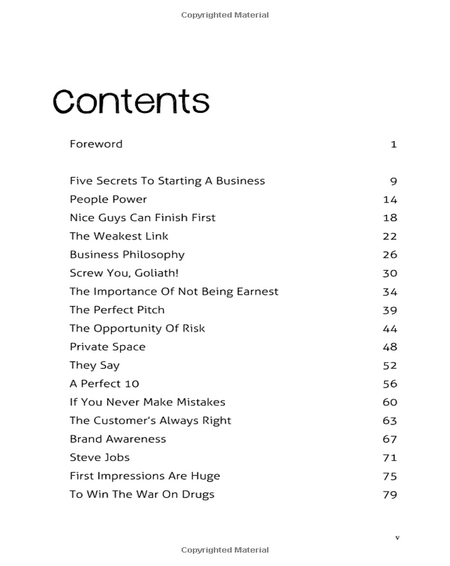 Copyrighted Material
Contents
Foreword 1
Five Secrets To Starting A Business 9
People Power 14
Nice Guys Can Finish First 18
The Weakest Link 22
Business Philosophy 26
Screw You, Goliath! 30
The Importance Of Not Being Earnest 34
The Perfect Pitch 39
The Opportunity Of Risk 44
Private Space 48
They Say 52
A Perfect 10 56
If You Never Make Mistakes 60
The Customer's Always Right 63
Brand Awareness 67
Steve Jobs 71
First Impressions Are Huge 75
To Win The War On Drugs 79
v
Copyrighted Material